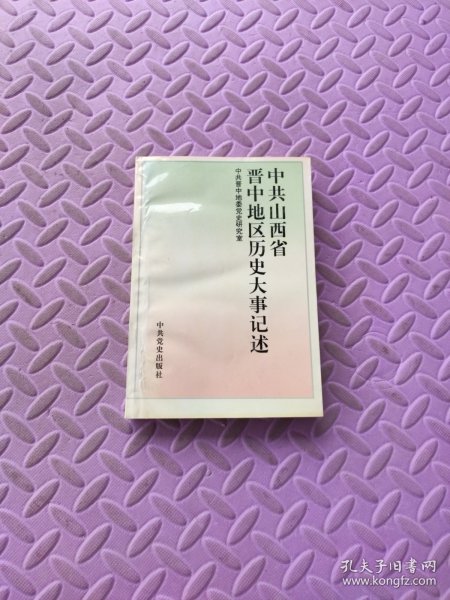 中共山西省
晋中地区历史大事记述
中共晋中地委党史研究室
中共党史出版社
孔夫子旧书网
www.kongfz.com